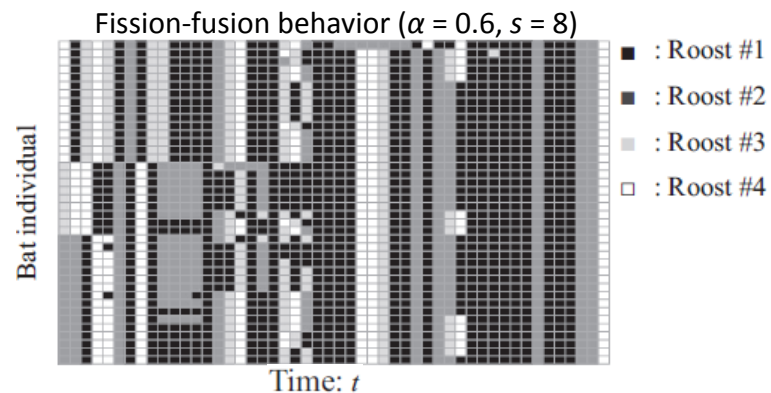 Fission-fusion behavior (α = 0.6, s = 8)
Bat individual
: Roost #1
: Roost #2
: Roost #3
: Roost #4
Time: t